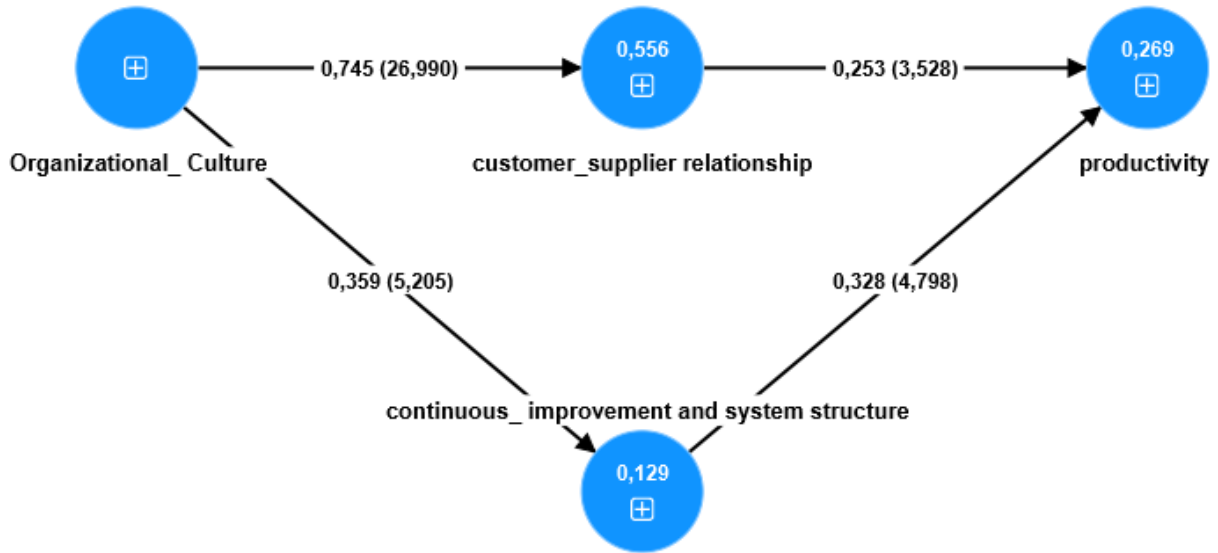 0,556
0,269
0,745 (26,990)
0,253 (3,528)
Organizational_ Culture
customer_supplier relationship
productivity
0,359 (5,205)
0,328 (4,798)
continuous_ improvement and system structure
0,129